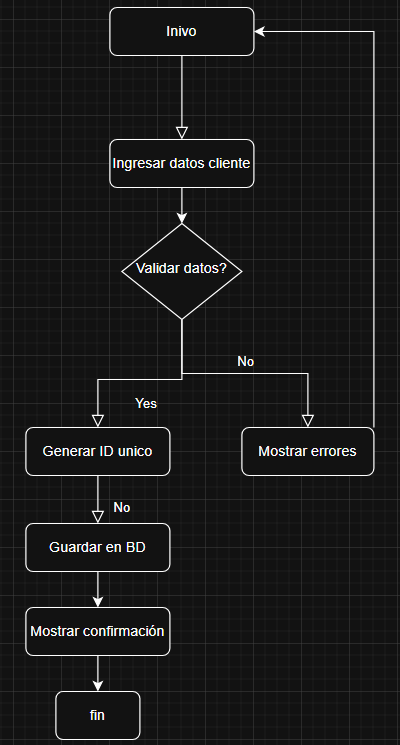 Inivo
Ingresar datos cliente
Validar datos?
No
Yes
Generar ID unico
Mostrar errores
No
Guardar en BD
Mostrar confirmación
fin